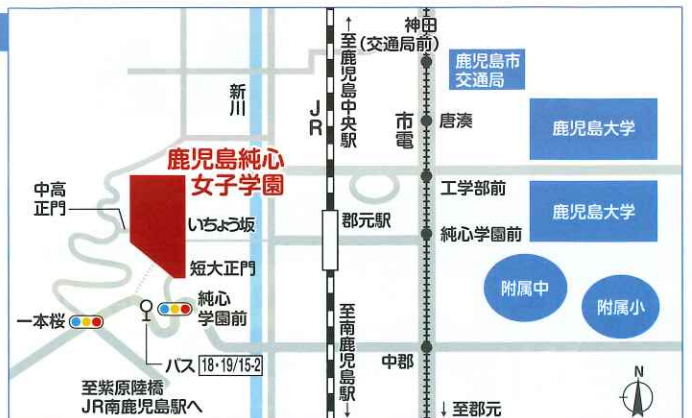 神田
(交通局前)
↑至鹿児島中央駅
鹿児島市
交通局
新川
JR
市電
唐湊
鹿児島大学
鹿児島純心
女子学園
中高
正門
工学部前
いちょう坂
郡元駅
鹿児島大学
純心学園前
短大正門
附属中
附属小
純心
学園前
一本桜
バス 18・19/15-2
中郡
至南鹿児島駅↓
至紫原陸橋
JR南鹿児島駅へ
↓至郡元
N